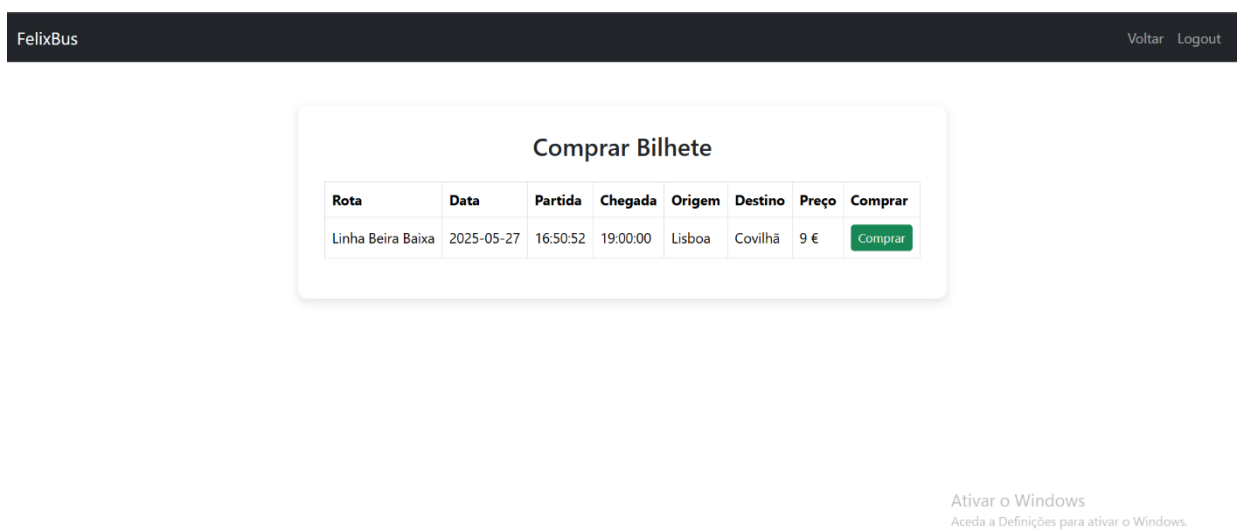 FelixBus Voltar Logout
Comprar Bilhete
Rota Data Partida Chegada Origem Destino Preço Comprar
Linha Beira Baixa 2025-05-27 16:50:52 19:00:00 Lisboa Covilhã 9 € Comprar
Ativar o Windows
Aceda a Definições para ativar o Windows.